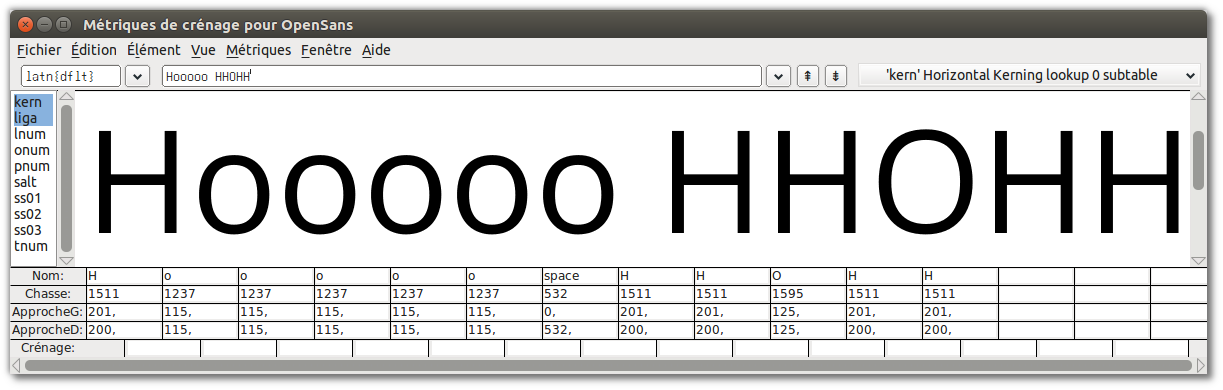 Métriques de crénage pour OpenSans
Fichier Édition Élément Vue Métriques Fenêtre Aide
latn{dflt} Hooooo HHOHH 'kern' Horizontal Kerning lookup 0 subtable
kern
liga
lnum
onum
pnum
salt
ss01
ss02
ss03
tnum
Hooooo HHOHH
Nom: H o o o o o space H H O H H
Chasse: 1511 1237 1237 1237 1237 1237 532 1511 1511 1595 1511 1511
ApprocheG: 201, 115, 115, 115, 115, 115, 0, 201, 201, 125, 201, 201,
ApprocheD: 200, 115, 115, 115, 115, 115, 532, 200, 200, 125, 200, 200,
Crénage: